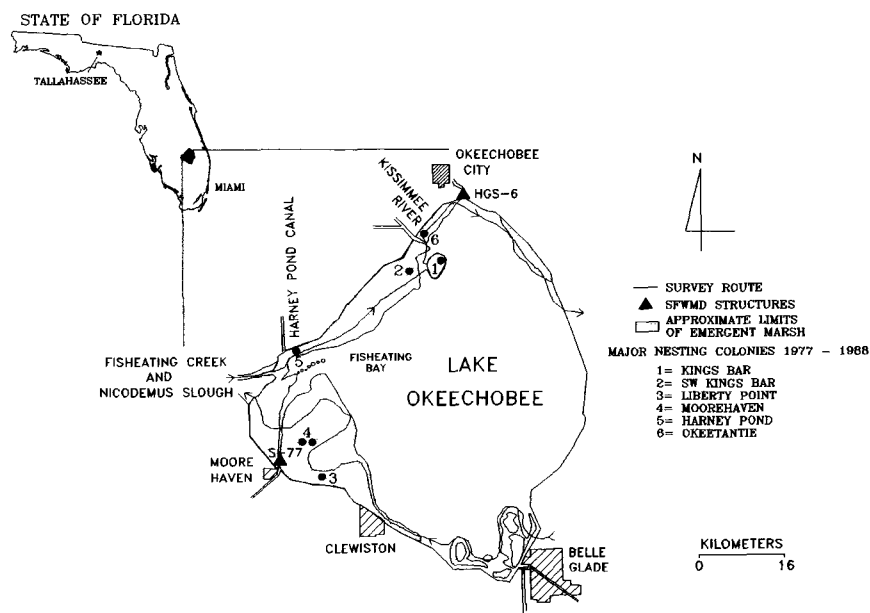 STATE OF FLORIDA
TALLAHASSEE
MIAMI
OKEECHOBEE
CITY
HGS-6
KISSIMMEE
RIVER
6
2
1
HARNEY POND CANAL
5
FISHEATING CREEK
AND
NICODEMUS SLOUGH
FISHEATING
BAY
LAKE
OKEECHOBEE
4
S-77
MOORE
HAVEN
3
CLEWISTON
BELLE
GLADE
N
SURVEY ROUTE
SFWMD STRUCTURES
APPROXIMATE LIMITS
OF EMERGENT MARSH
MAJOR NESTING COLONIES 1977 - 1988
1= KINGS BAR
2= SW KINGS BAR
3= LIBERTY POINT
4= MOOREHAVEN
5= HARNEY POND
6= OKEETANTIE
KILOMETERS
0 16